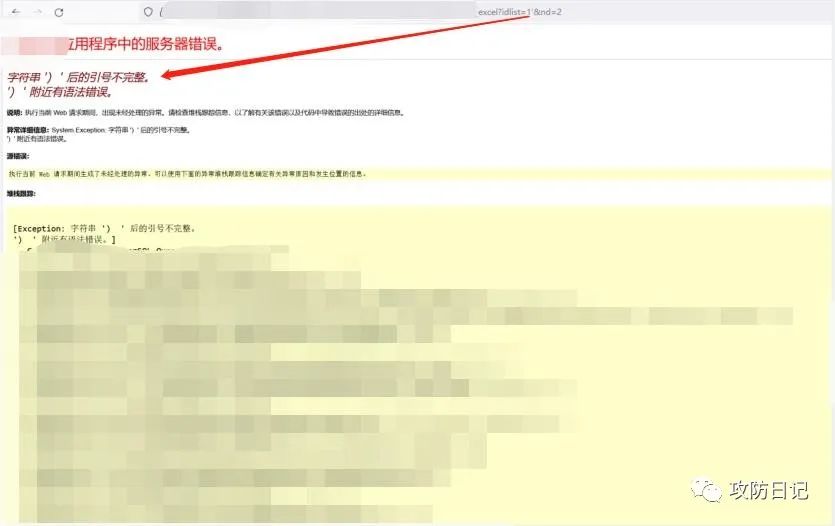 excel?idlist=1'&nd=2
应用程序中的服务器错误。
字符串 ') ' 后的引号不完整。
') ' 附近有语法错误。
说明: 执行当前 Web 请求期间，出现未经处理的异常。请检查堆栈跟踪信息，以了解有关该错误以及代码中导致错误的出处的详细信息。
异常详细信息: System.Exception: 字符串 ') ' 后的引号不完整。
') ' 附近有语法错误。
源错误:
执行当前 Web 请求期间生成了未经处理的异常。可以使用下面的异常堆栈跟踪信息确定有关异常原因和发生位置的信息。
堆栈跟踪:
[Exception: 字符串 ') ' 后的引号不完整。
') ' 附近有语法错误。]
攻防日记